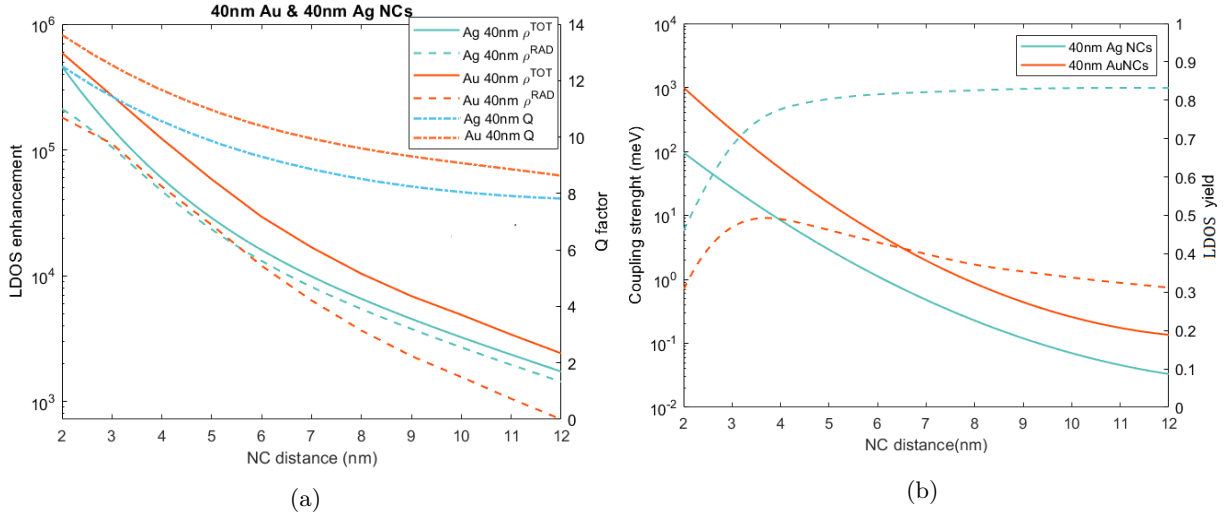 40nm Au & 40nm Ag NCs
10^6
10^5
10^4
10^3
LDOS enhancement
14
12
10
8
6
4
2
0
Q factor
Ag 40nm ρ^TOT
Ag 40nm ρ^RAD
Au 40nm ρ^TOT
Au 40nm ρ^RAD
Ag 40nm Q
Au 40nm Q
2 3 4 5 6 7 8 9 10 11 12
NC distance (nm)
(a)
10^4
10^3
10^2
10^1
10^0
10^-1
10^-2
Coupling strenght (meV)
1
0.9
0.8
0.7
0.6
0.5
0.4
0.3
0.2
0.1
0
LDOS yield
40nm Ag NCs
40nm AuNCs
2 3 4 5 6 7 8 9 10 11 12
NC distance(nm)
(b)